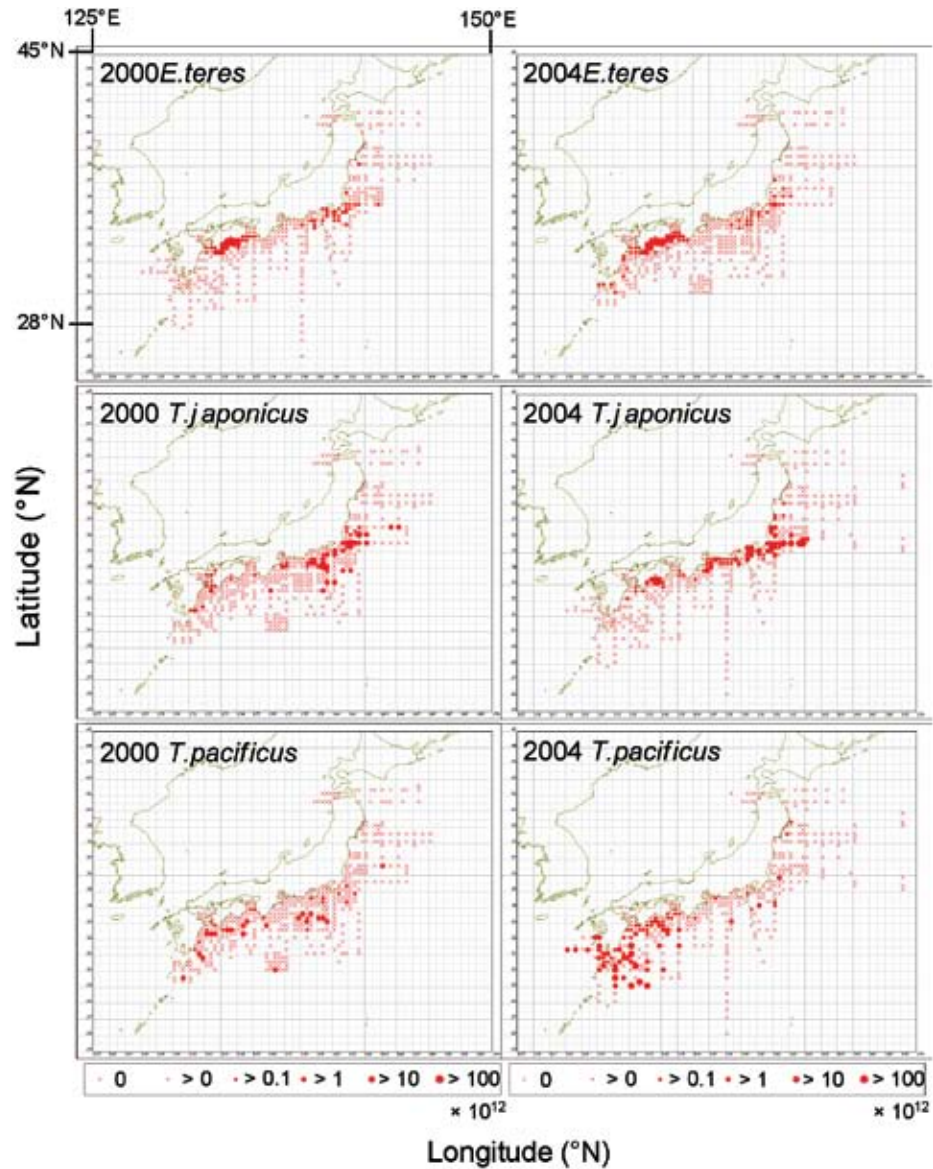 125°E 150°E
45°N
2000E.teres 2004E.teres
28°N
2000 T.japonicus 2004 T.japonicus
Latitude (°N)
2000 T.pacificus 2004 T.pacificus
0 > 0 > 0.1 > 1 > 10 > 100 0 > 0 > 0.1 > 1 > 10 > 100
× 10¹² × 10¹²
Longitude (°N)